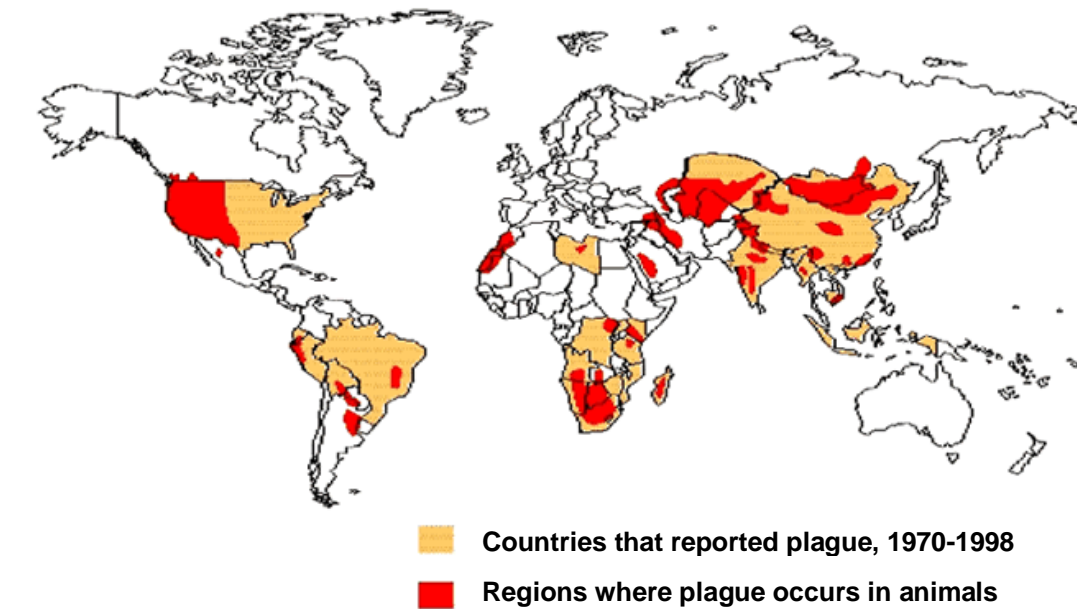 Countries that reported plague, 1970-1998
Regions where plague occurs in animals